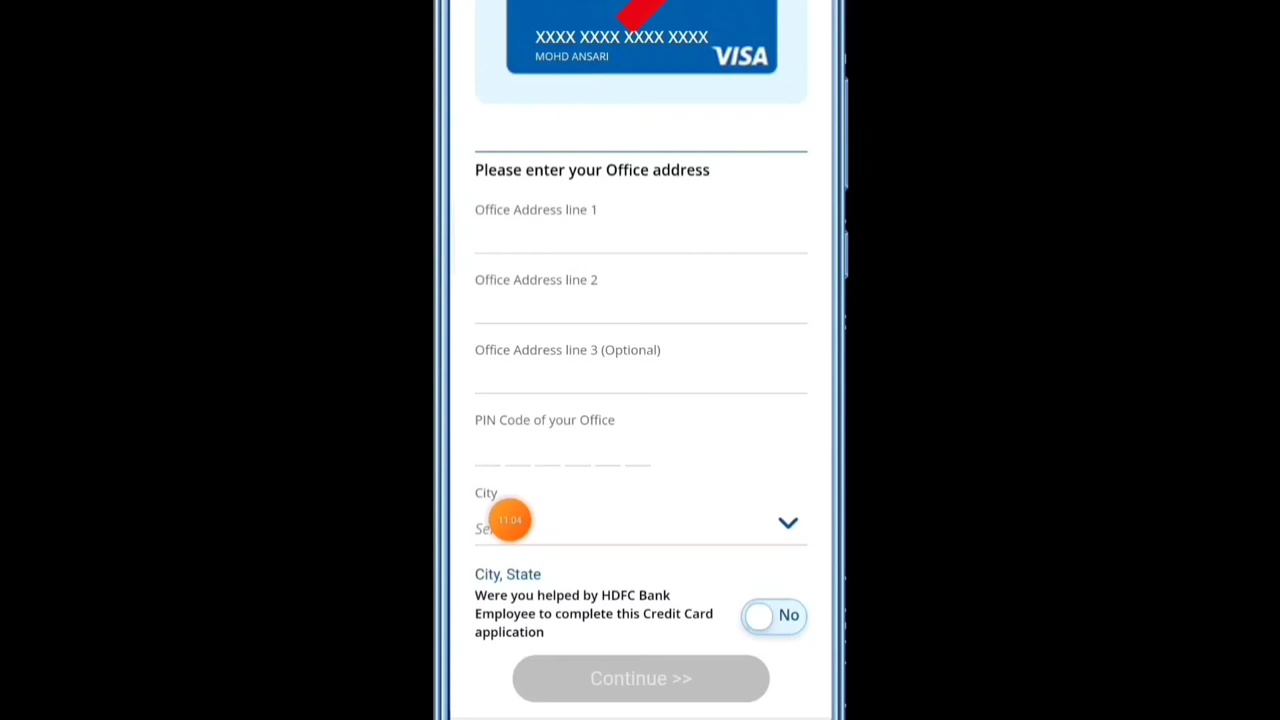 XXXX XXXX XXXX XXXX
MOHD ANSARI
VISA
Please enter your Office address
Office Address line 1
Office Address line 2
Office Address line 3 (Optional)
PIN Code of your Office
City
11:04
City, State
Were you helped by HDFC Bank
Employee to complete this Credit Card
application
No
Continue >>